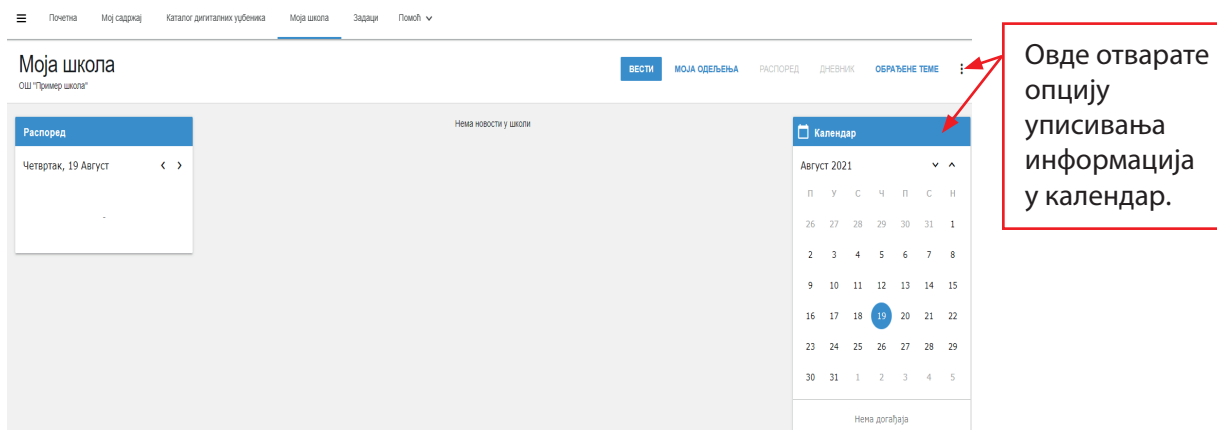 Почетна Мој садржај Каталог дигиталних уџбеника Моја школа Задаци Помоћ
Моја школа
ОШ "Пример школа"
ВЕСТИ МОЈА ОДЕЉЕЊА РАСПОРЕД ДНЕВНИК ОБРАЂЕНЕ ТЕМЕ
Овде отварате
опцију
уписивања
информација
у календар.
Распоред
Четвртак, 19 Август
-
Нема новости у школи
Календар
Август 2021
П У С Ч П С Н
26 27 28 29 30 31 1
2 3 4 5 6 7 8
9 10 11 12 13 14 15
16 17 18 19 20 21 22
23 24 25 26 27 28 29
30 31 1 2 3 4 5
Нема догађаја